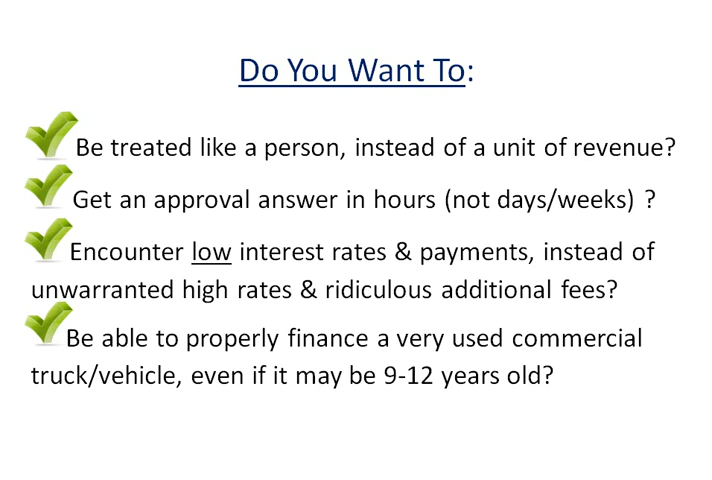 Do You Want To:
Be treated like a person, instead of a unit of revenue?
Get an approval answer in hours (not days/weeks) ?
Encounter low interest rates & payments, instead of
unwarranted high rates & ridiculous additional fees?
Be able to properly finance a very used commercial
truck/vehicle, even if it may be 9-12 years old?